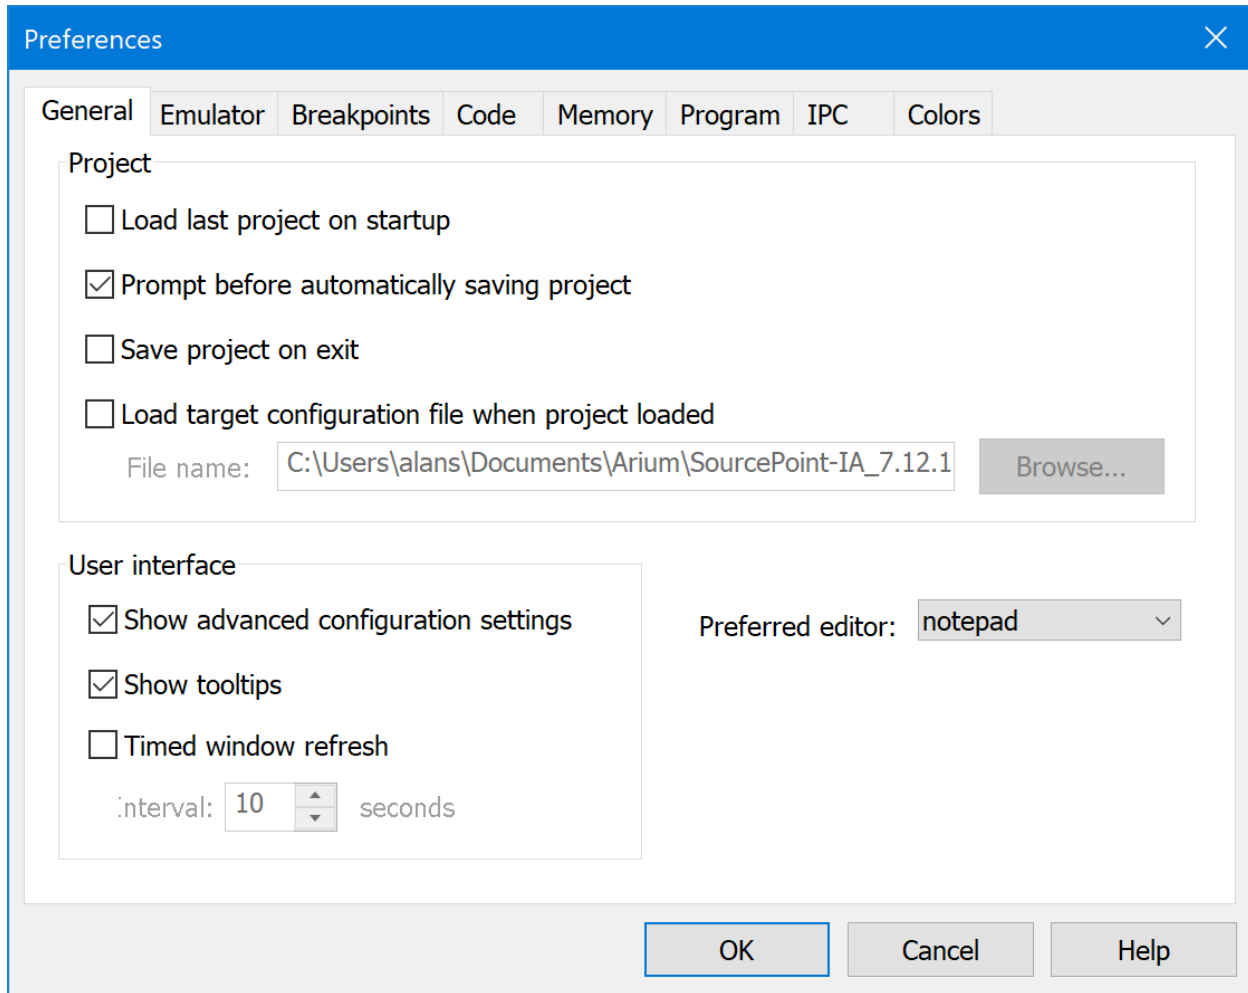 Preferences
General Emulator Breakpoints Code Memory Program IPC Colors
Project
Load last project on startup
Prompt before automatically saving project
Save project on exit
Load target configuration file when project loaded
File name: C:\Users\alans\Documents\Arium\SourcePoint-IA_7.12.1 Browse...
User interface
Show advanced configuration settings
Preferred editor: notepad
Show tooltips
Timed window refresh
Interval: 10 seconds
OK Cancel Help